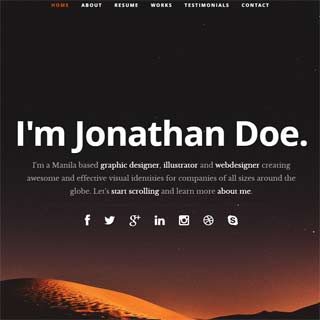 HOME ABOUT RESUME WORKS TESTIMONIALS CONTACT
I'm Jonathan Doe.
I'm a Manila based graphic designer, illustrator and webdesigner creating
awesome and effective visual identities for companies of all sizes around the
globe. Let's start scrolling and learn more about me.